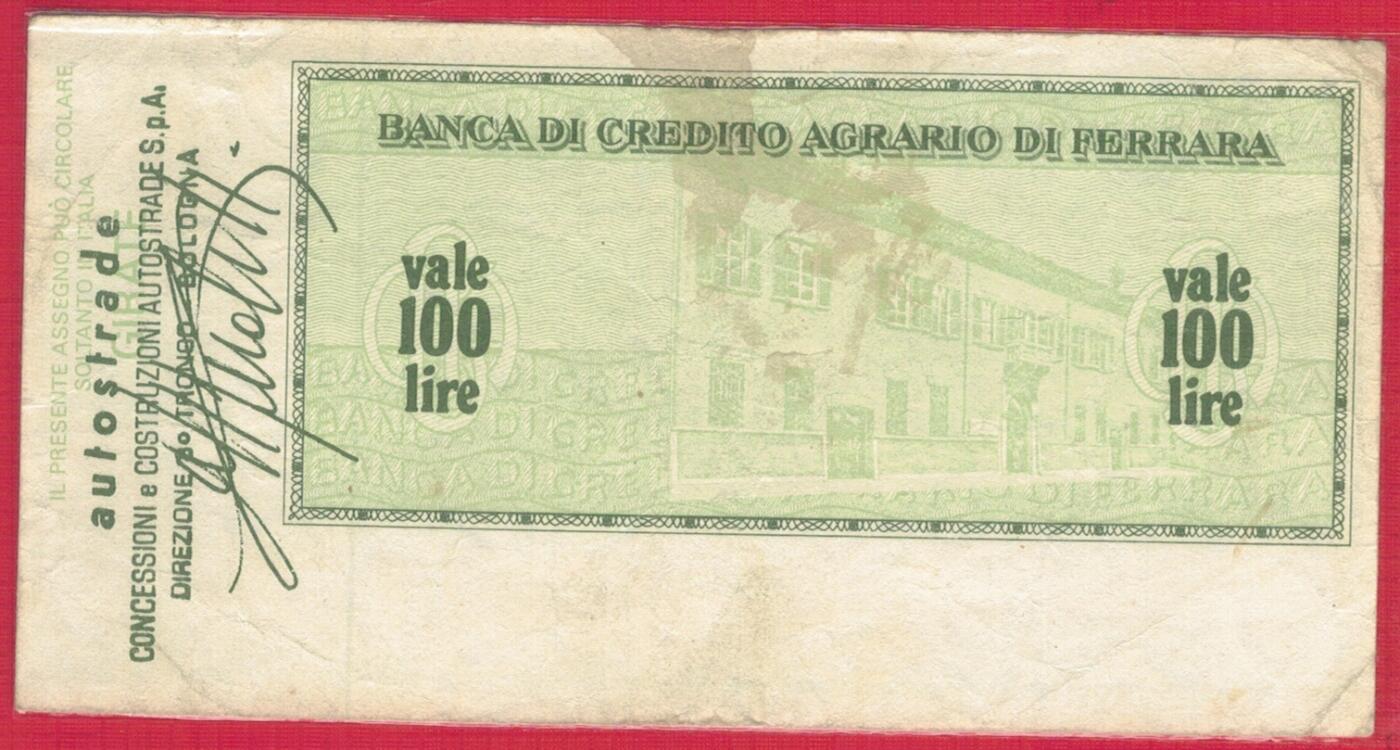 BANCA DI CREDITO AGRARIO DI FERRARA
vale
100
lire
vale
100
lire
IL PRESENTE ASSEGNO PUÒ CIRCOLARE
SOLTANTO IN ITALIA
GIRATE
autostrade
CONCESSIONI e COSTRUZIONI AUTOSTRADE S.p.A.
DIREZIONE 3° TRONCO BOLOGNA